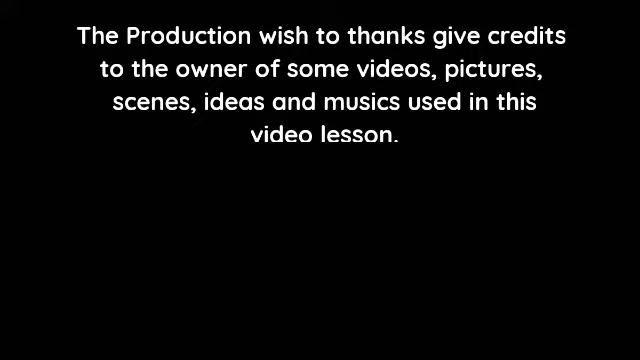 The Production wish to thanks give credits
to the owner of some videos, pictures,
scenes, ideas and musics used in this
video lesson.